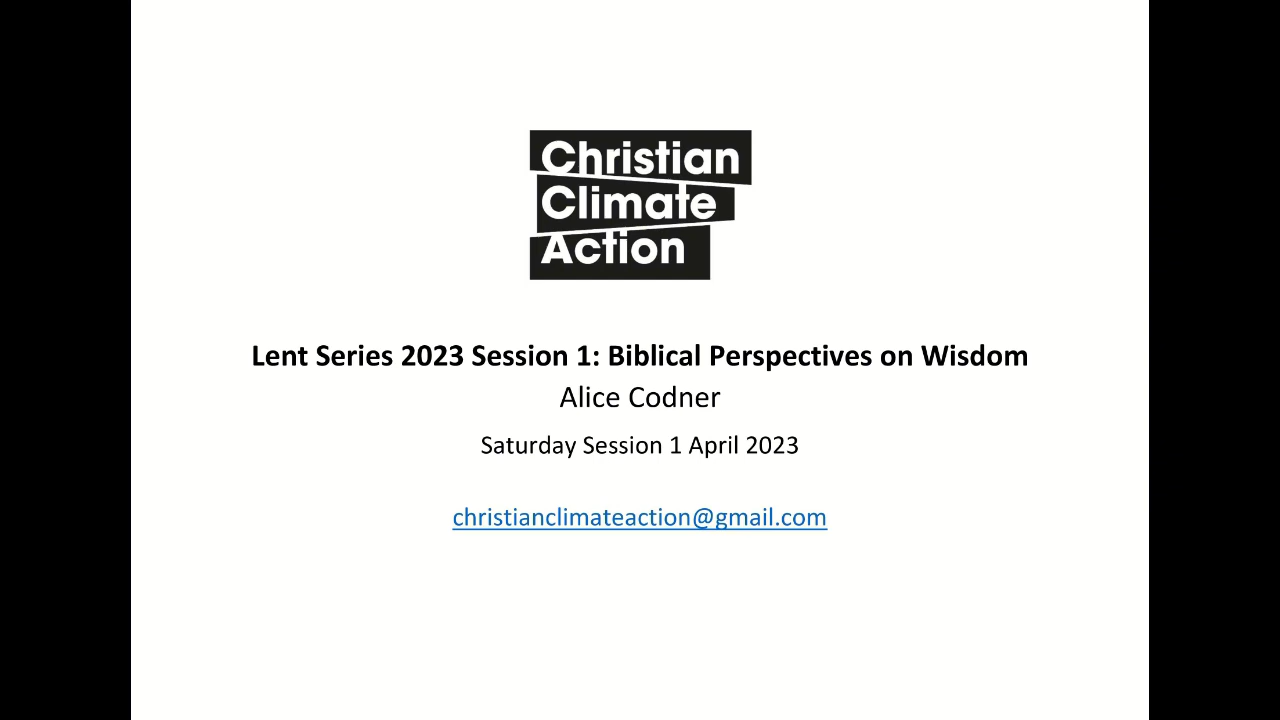 Christian
Climate
Action
Lent Series 2023 Session 1: Biblical Perspectives on Wisdom
Alice Codner
Saturday Session 1 April 2023
christianclimateaction@gmail.com